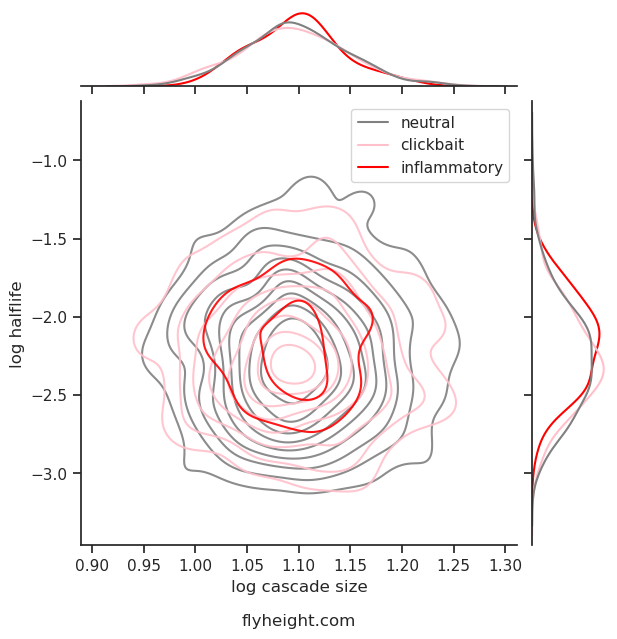 neutral
clickbait
inflammatory
−1.0
−1.5
−2.0
−2.5
−3.0
log halflife
0.90 0.95 1.00 1.05 1.10 1.15 1.20 1.25 1.30
log cascade size
flyheight.com